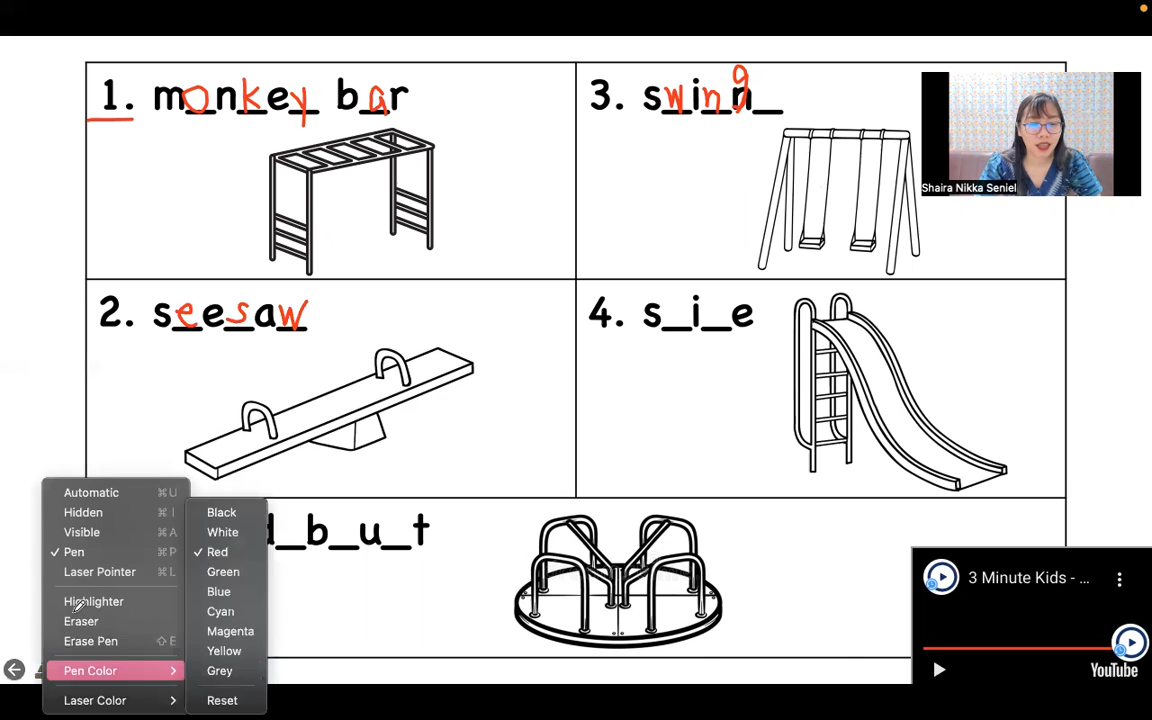 1. monkey bar
3. swing n_
Shaira Nikka Seniel
2. seesaw
4. s_i_e
d_b_u_t
Automatic ⌘U
Hidden ⌘I
Visible ⌘A
✓ Pen ⌘P
Laser Pointer ⌘L
Highlighter
Eraser
Erase Pen ⇧E
Pen Color >
Laser Color >
Black
White
✓ Red
Green
Blue
Cyan
Magenta
Yellow
Grey
Reset
3 Minute Kids - ...
YouTube